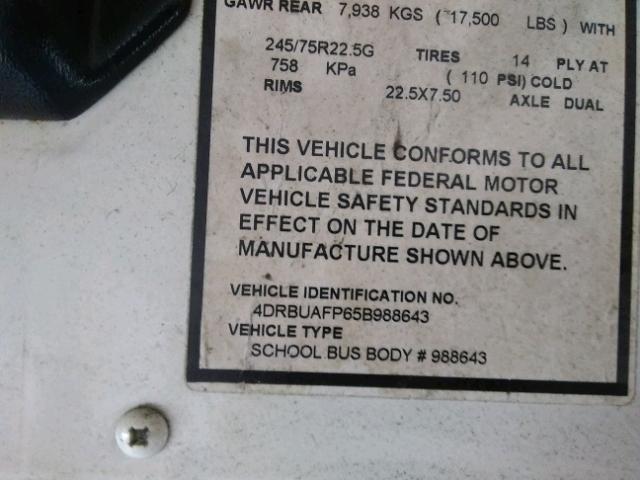 GAWR REAR 7,938 KGS ( 17,500 LBS ) WITH
245/75R22.5G TIRES 14 PLY AT
758 KPa ( 110 PSI) COLD
RIMS 22.5X7.50 AXLE DUAL
THIS VEHICLE CONFORMS TO ALL
APPLICABLE FEDERAL MOTOR
VEHICLE SAFETY STANDARDS IN
EFFECT ON THE DATE OF
MANUFACTURE SHOWN ABOVE.
VEHICLE IDENTIFICATION NO.
4DRBUAFP65B988643
VEHICLE TYPE
SCHOOL BUS BODY # 988643